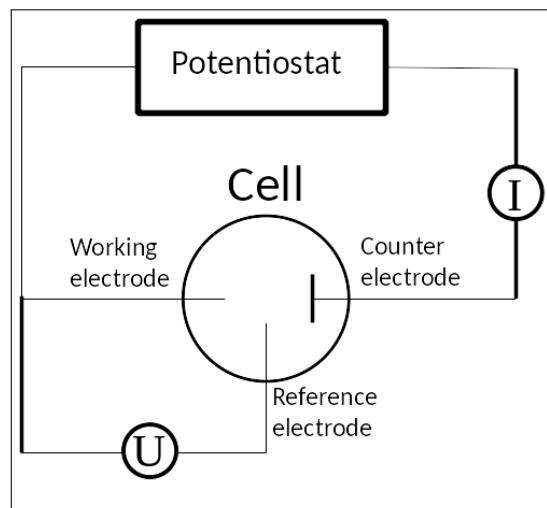 Potentiostat
Cell
I
Working
electrode
Counter
electrode
Reference
electrode
U